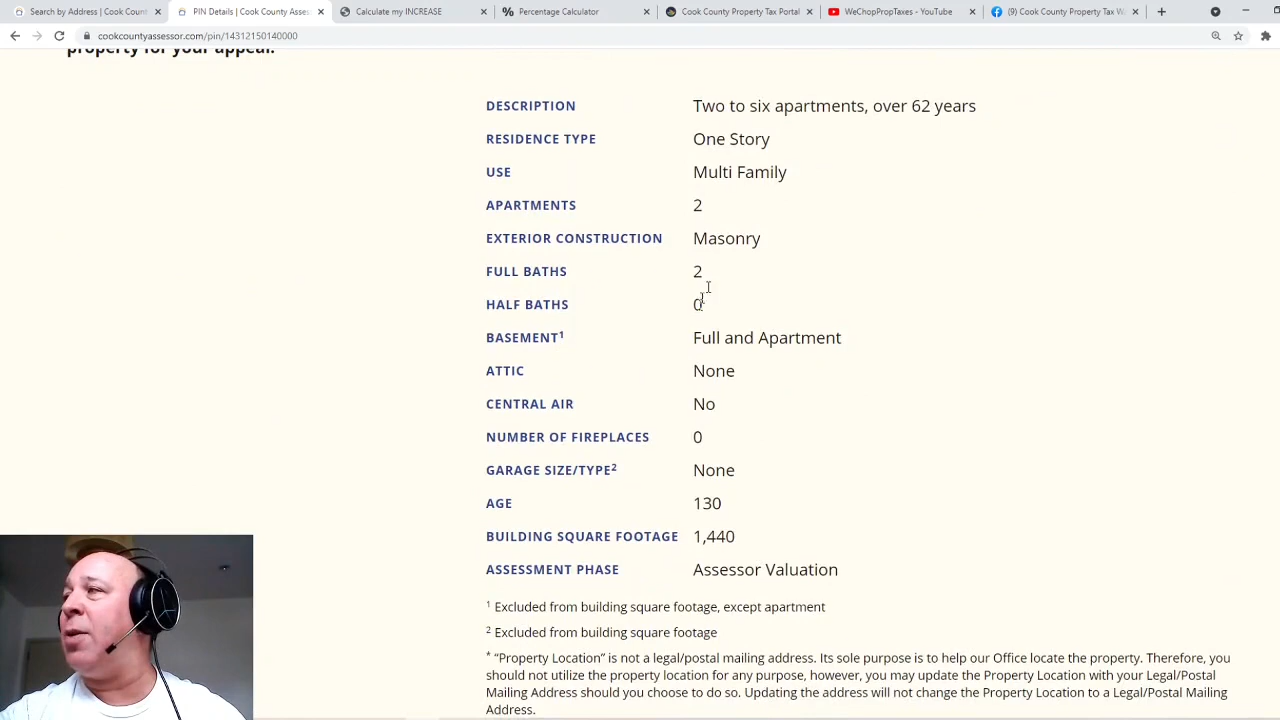 Search by Address | Cook Count
PIN Details | Cook County Asse
Calculate my INCREASE
Percentage Calculator
Cook County Property Tax Portal
WeChopPropTaxes - YouTube
(9) Cook County Property Tax W
cookcountyassessor.com/pin/14312150140000
property for your appeal.
DESCRIPTION Two to six apartments, over 62 years
RESIDENCE TYPE One Story
USE Multi Family
APARTMENTS 2
EXTERIOR CONSTRUCTION Masonry
FULL BATHS 2
HALF BATHS 0
BASEMENT1 Full and Apartment
ATTIC None
CENTRAL AIR No
NUMBER OF FIREPLACES 0
GARAGE SIZE/TYPE2 None
AGE 130
BUILDING SQUARE FOOTAGE 1,440
ASSESSMENT PHASE Assessor Valuation
1 Excluded from building square footage, except apartment
2 Excluded from building square footage
* “Property Location” is not a legal/postal mailing address. Its sole purpose is to help our Office locate the property. Therefore, you
should not utilize the property location for any purpose, however, you may update the Property Location with your Legal/Postal
Mailing Address should you choose to do so. Updating the address will not change the Property Location to a Legal/Postal Mailing
Address.